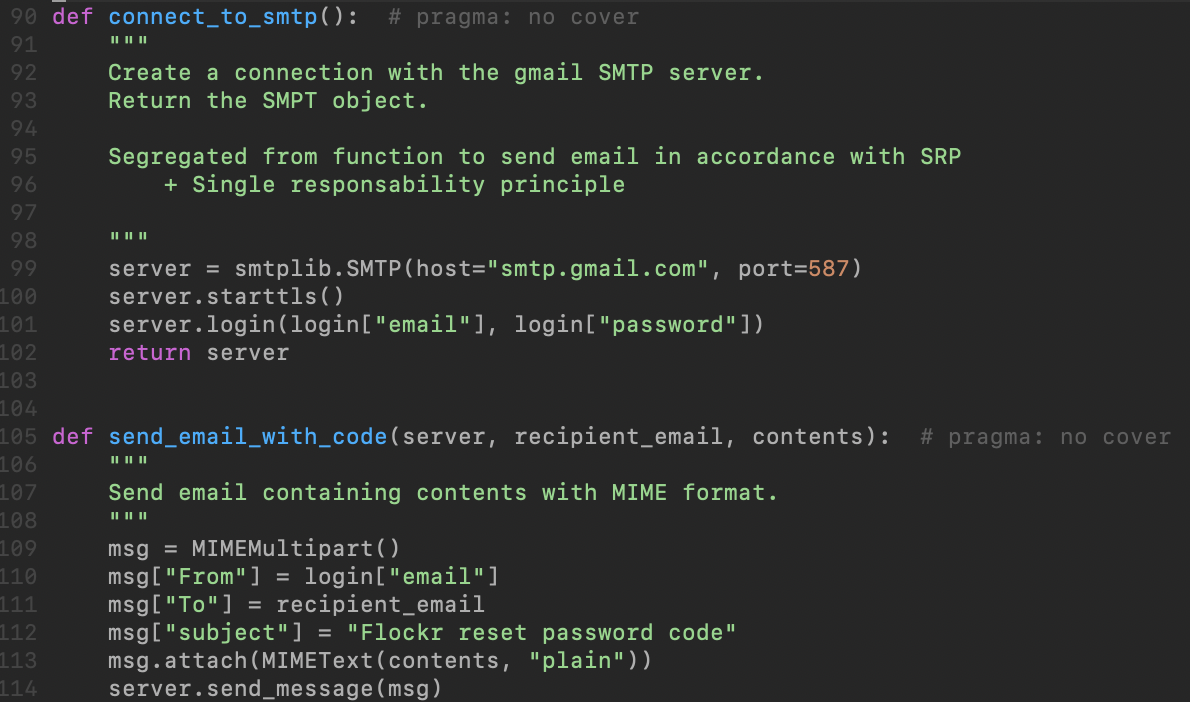 90 def connect_to_smtp():  # pragma: no cover
91     """
92     Create a connection with the gmail SMTP server.
93     Return the SMPT object.
94
95     Segregated from function to send email in accordance with SRP
96         + Single responsability principle
97
98     """
99     server = smtplib.SMTP(host="smtp.gmail.com", port=587)
100     server.starttls()
101     server.login(login["email"], login["password"])
102     return server
103
104
105 def send_email_with_code(server, recipient_email, contents):  # pragma: no cover
106     """
107     Send email containing contents with MIME format.
108     """
109     msg = MIMEMultipart()
110     msg["From"] = login["email"]
111     msg["To"] = recipient_email
112     msg["subject"] = "Flockr reset password code"
113     msg.attach(MIMEText(contents, "plain"))
114     server.send_message(msg)